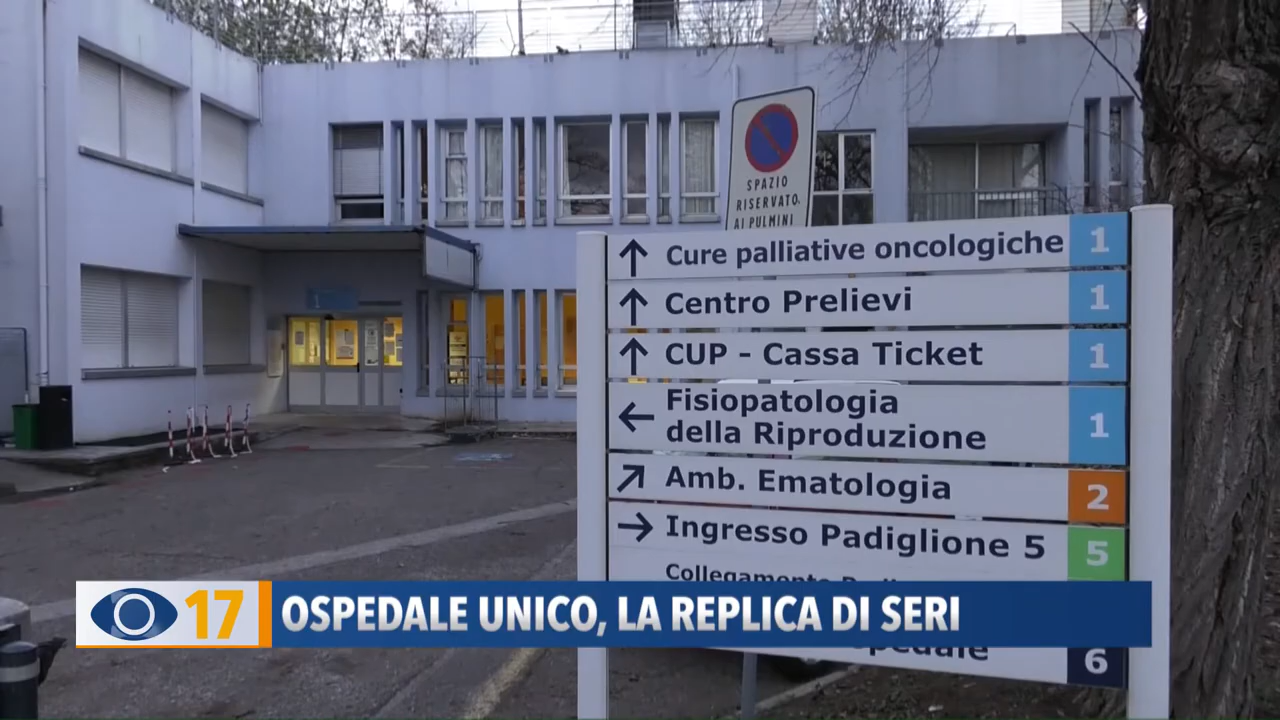 SPAZIO
RISERVATO
AI PULMINI
Cure palliative oncologiche 1
Centro Prelievi 1
CUP - Cassa Ticket 1
Fisiopatologia
della Riproduzione 1
Amb. Ematologia 2
Ingresso Padiglione 5 5
Collegamento
17 OSPEDALE UNICO, LA REPLICA DI SERI
6